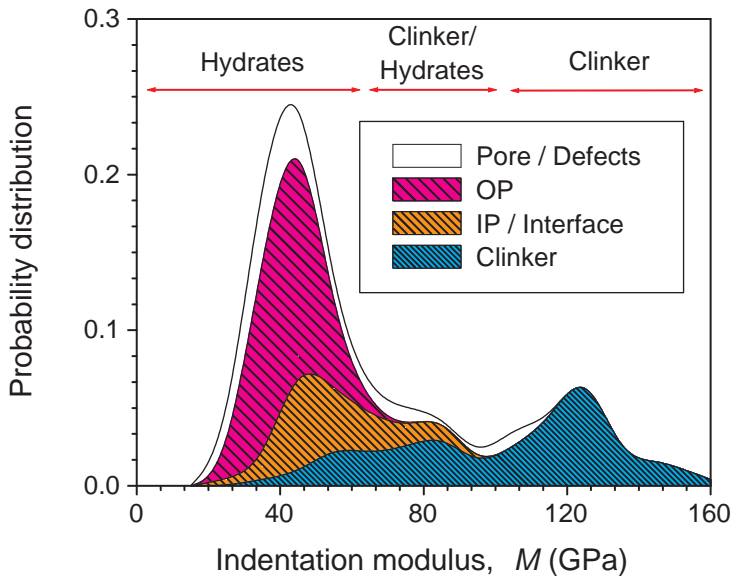 0.3
Hydrates
Clinker/
Hydrates
Clinker
Pore / Defects
OP
IP / Interface
Clinker
0.2
0.1
0.0
Probability distribution
0 40 80 120 160
Indentation modulus, M (GPa)